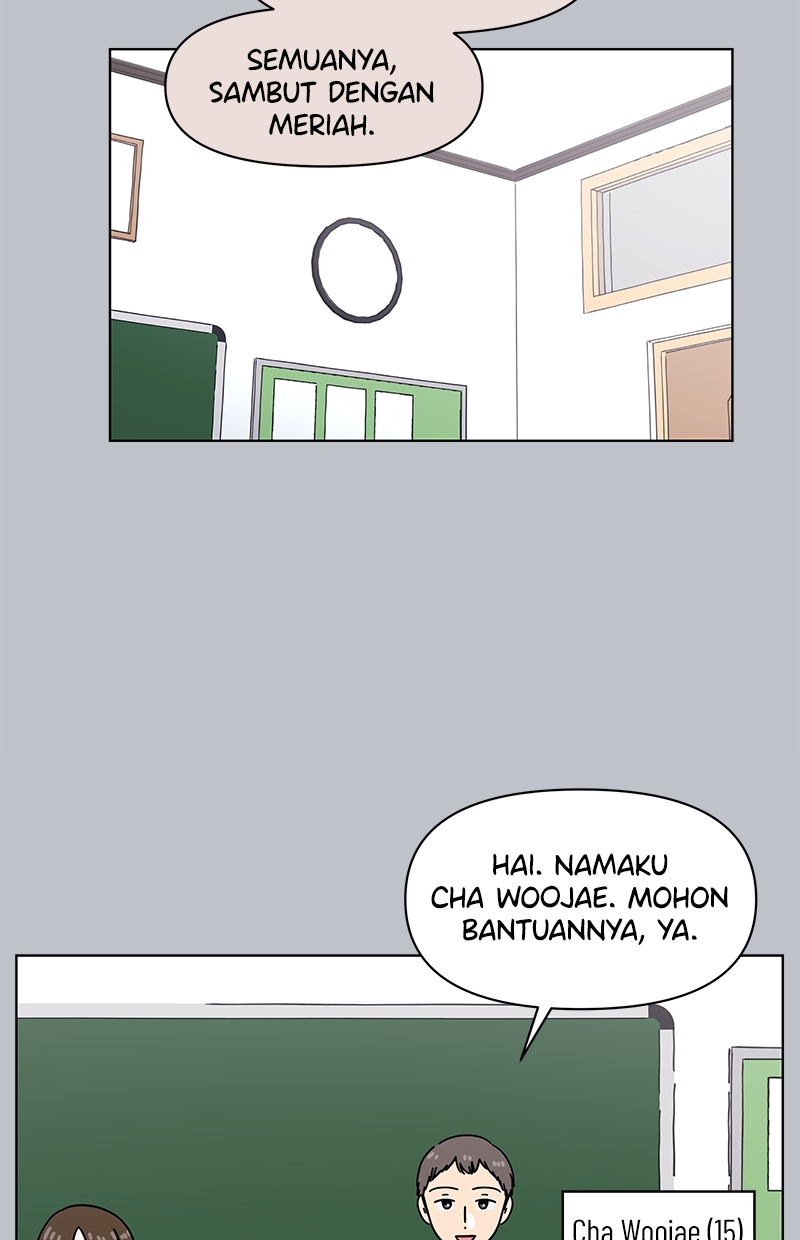 SEMUANYA,
SAMBUT DENGAN
MERIAH.
HAI. NAMAKU
CHA WOOJAE. MOHON
BANTUANNYA, YA.
Cha Woojae (15)